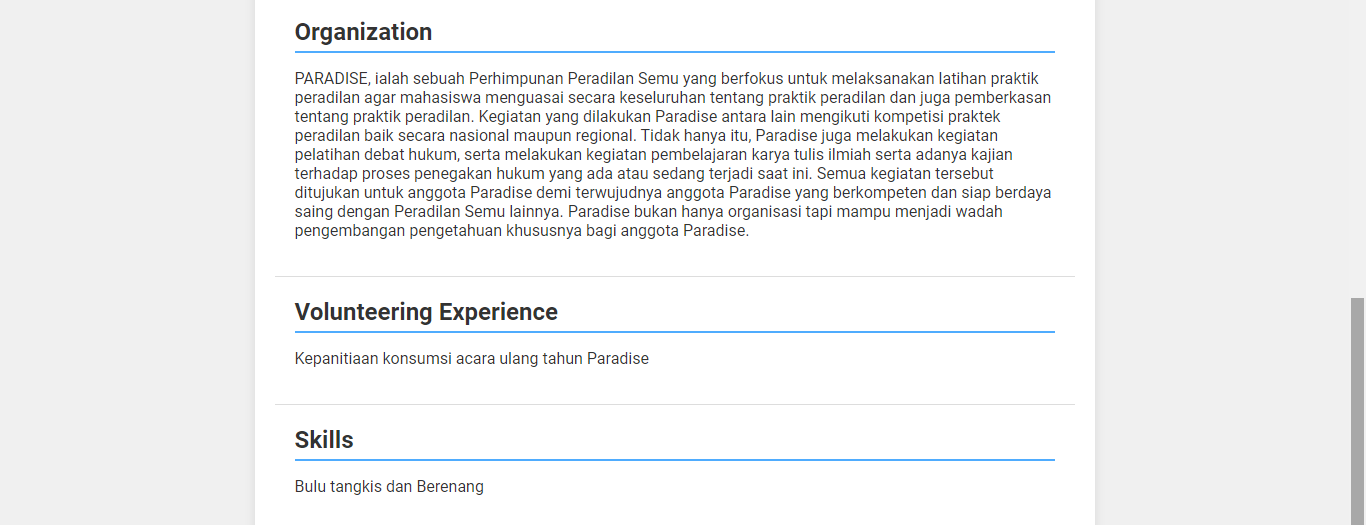 Organization
PARADISE, ialah sebuah Perhimpunan Peradilan Semu yang berfokus untuk melaksanakan latihan praktik
peradilan agar mahasiswa menguasai secara keseluruhan tentang praktik peradilan dan juga pemberkasan
tentang praktik peradilan. Kegiatan yang dilakukan Paradise antara lain mengikuti kompetisi praktek
peradilan baik secara nasional maupun regional. Tidak hanya itu, Paradise juga melakukan kegiatan
pelatihan debat hukum, serta melakukan kegiatan pembelajaran karya tulis ilmiah serta adanya kajian
terhadap proses penegakan hukum yang ada atau sedang terjadi saat ini. Semua kegiatan tersebut
ditujukan untuk anggota Paradise demi terwujudnya anggota Paradise yang berkompeten dan siap berdaya
saing dengan Peradilan Semu lainnya. Paradise bukan hanya organisasi tapi mampu menjadi wadah
pengembangan pengetahuan khususnya bagi anggota Paradise.
Volunteering Experience
Kepanitiaan konsumsi acara ulang tahun Paradise
Skills
Bulu tangkis dan Berenang